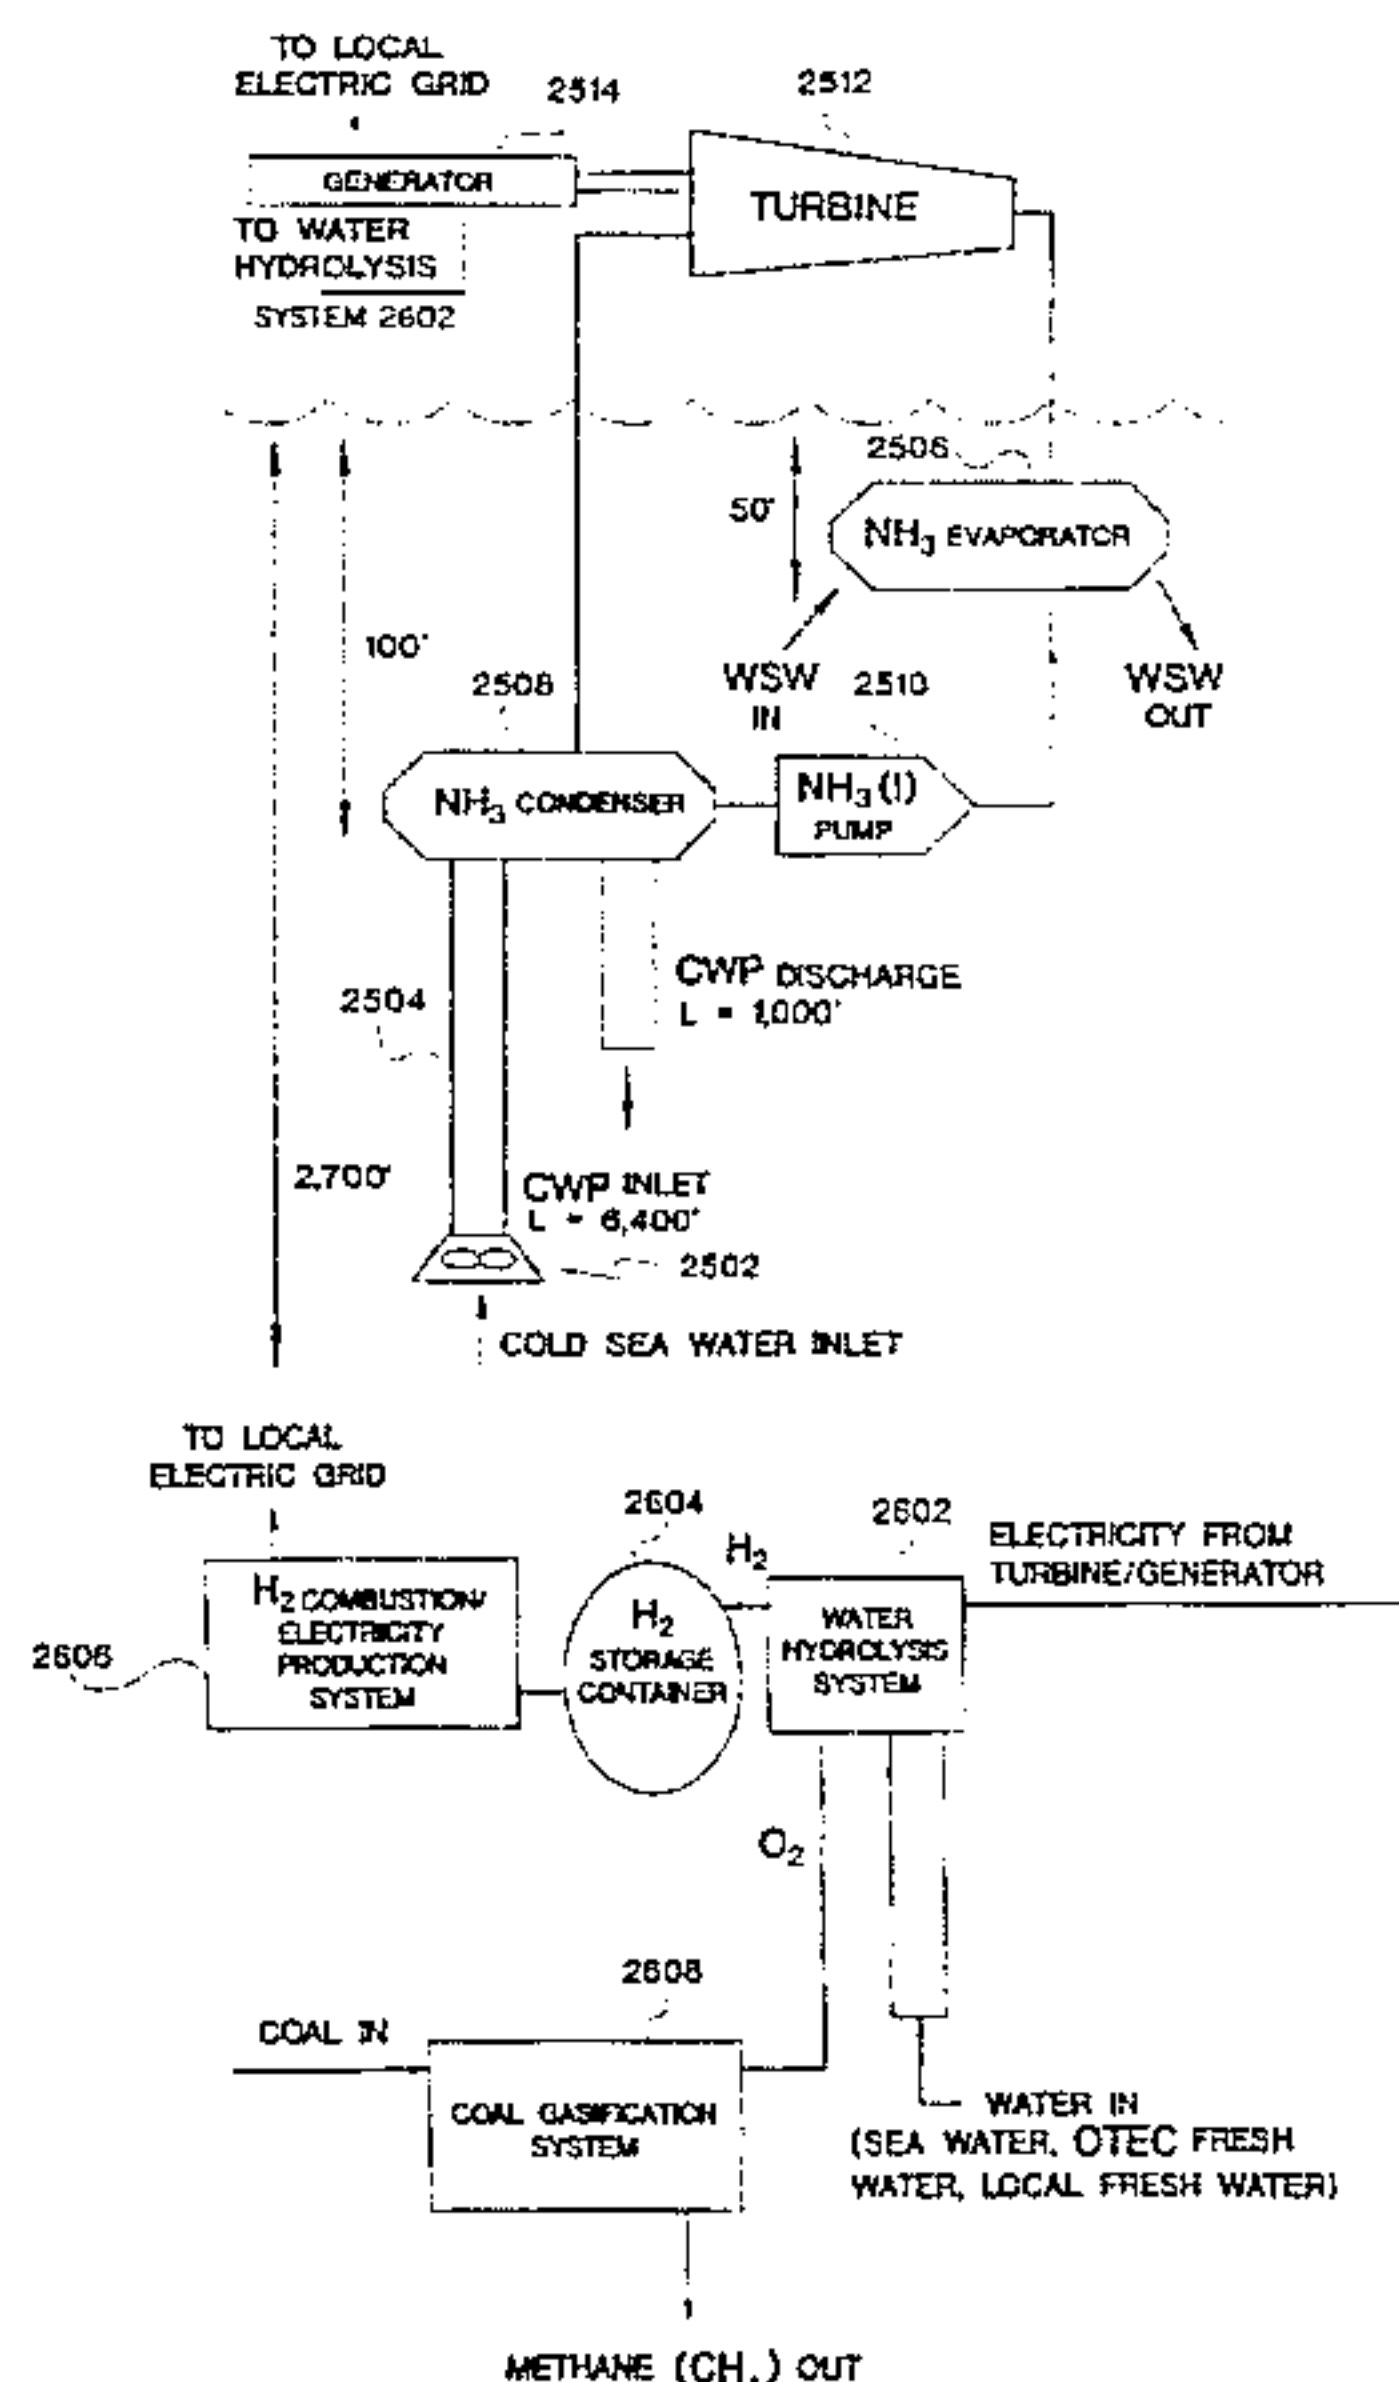 TO LOCAL
ELECTRIC GRID
2514
2512
GENERATOR
TURBINE
TO WATER
HYDROLYSIS
SYSTEM 2602
2506
50'
NH₃ EVAPORATOR
100'
WSW
IN
WSW
OUT
2508
2510
NH₃ CONDENSER
NH₃(l)
PUMP
CWP DISCHARGE
L = 1,000'
2504
2,700'
CWP INLET
L = 6,400'
2502
COLD SEA WATER INLET
TO LOCAL
ELECTRIC GRID
2604
2602
H₂
ELECTRICITY FROM
TURBINE/GENERATOR
H₂ COMBUSTION/
ELECTRICITY
PRODUCTION
SYSTEM
2606
H₂
STORAGE
CONTAINER
WATER
HYDROLYSIS
SYSTEM
O₂
2608
COAL IN
COAL GASIFICATION
SYSTEM
WATER IN
(SEA WATER, OTEC FRESH
WATER, LOCAL FRESH WATER)
METHANE (CH₄) OUT